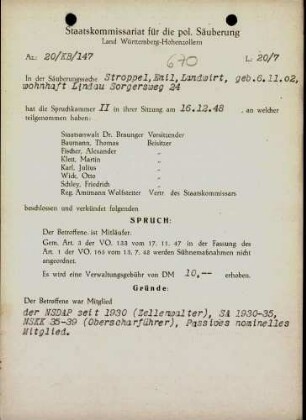 Staatskommissariat für die pol. Säuberung
Land Württemberg-Hohenzollern
Az: 20/KB/147 670 L: 20/7
In der Säuberungssache Stroppel, Emil, Landwirt, geb. 6.11.02,
wohnhaft Lindau Sorgersweg 24
hat die Spruchkammer II in ihrer Sitzung am 16.12.48, an welcher
teilgenommen haben:
Staatsanwalt Dr. Braunger Vorsitzender
Baumann, Thomas Beisitzer
Fischer, Alexander "
Klett, Martin "
Karl, Julius "
Widt, Otto "
Schley, Friedrich "
Reg. Amtmann Wolfstetter Vertr. des Staatskommissars
beschlossen und verkündet folgenden
SPRUCH:
Der Betroffene ist Mitläufer.
Gem. Art. 3 der VO. 133 vom 17. 11. 47 in der Fassung des
Art. 1 der VO. 165 vom 13. 7. 48 werden Sühnemaßnahmen nicht
angeordnet.
Es wird eine Verwaltungsgebühr von DM 10,-- erhoben.
Gründe:
Der Betroffene war Mitglied
der NSDAP seit 1930 (Zellenwalter), SA 1930-35,
NSKK 35-39 (Oberscharführer), Passives nominelles
Mitglied.